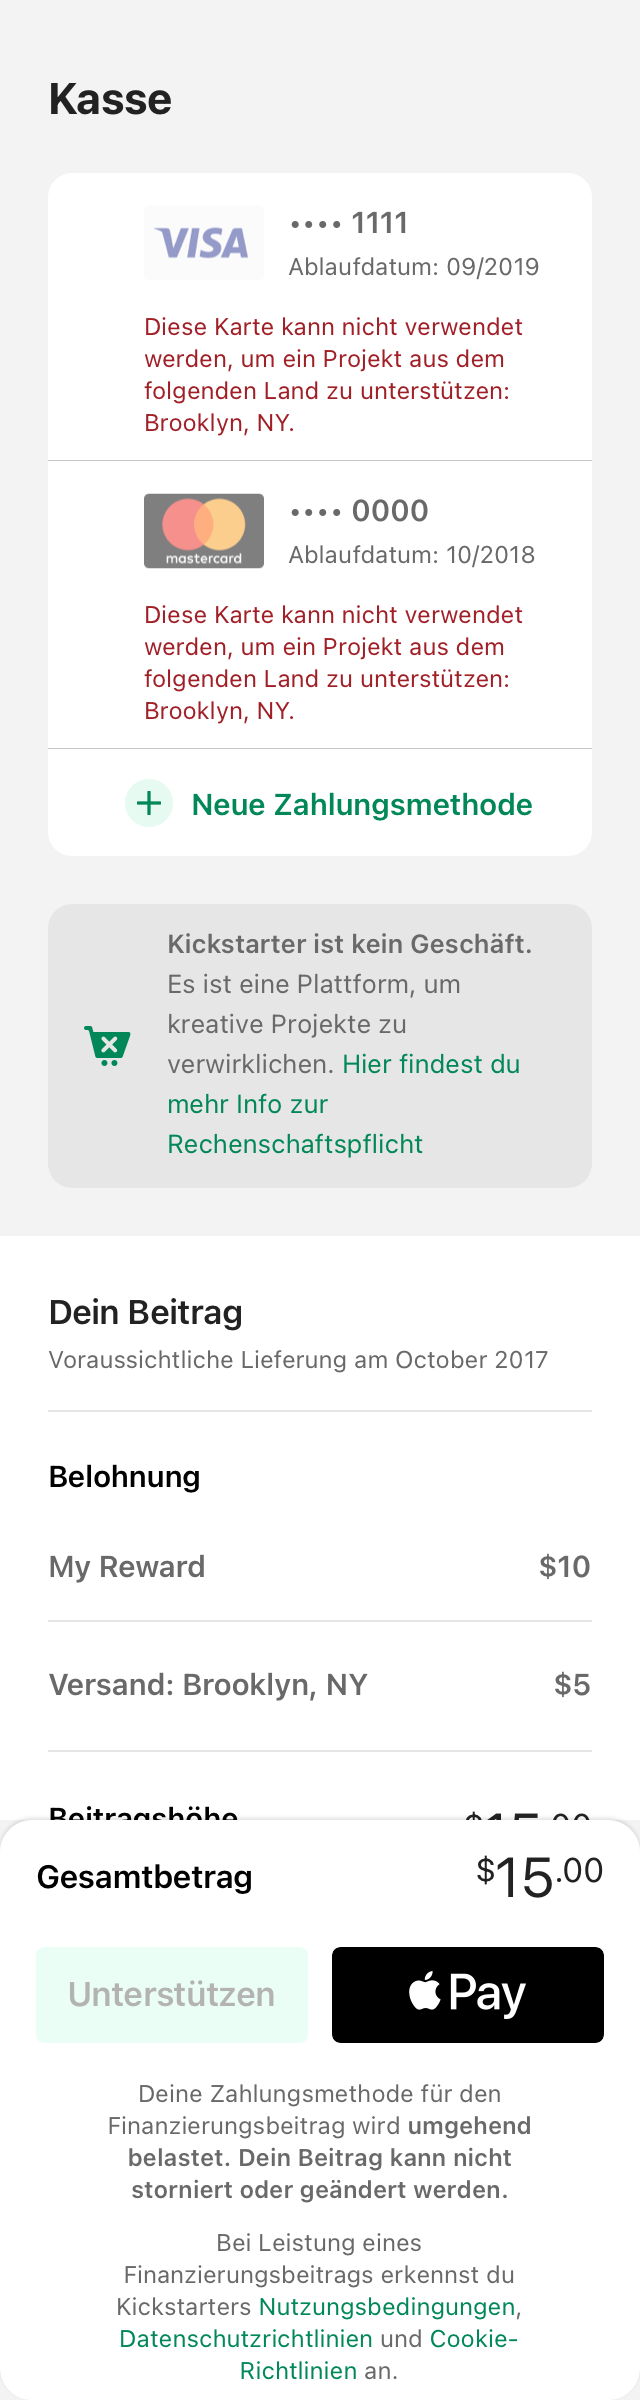 Kasse
VISA
•••• 1111
Ablaufdatum: 09/2019
Diese Karte kann nicht verwendet
werden, um ein Projekt aus dem
folgenden Land zu unterstützen:
Brooklyn, NY.
mastercard
•••• 0000
Ablaufdatum: 10/2018
Diese Karte kann nicht verwendet
werden, um ein Projekt aus dem
folgenden Land zu unterstützen:
Brooklyn, NY.
+ Neue Zahlungsmethode
Kickstarter ist kein Geschäft.
Es ist eine Plattform, um
kreative Projekte zu
verwirklichen. Hier findest du
mehr Info zur
Rechenschaftspflicht
Dein Beitrag
Voraussichtliche Lieferung am October 2017
Belohnung
My Reward $10
Versand: Brooklyn, NY $5
Beitragshöhe $15.00
Gesamtbetrag $15.00
Unterstützen
Pay
Deine Zahlungsmethode für den
Finanzierungsbeitrag wird umgehend
belastet. Dein Beitrag kann nicht
storniert oder geändert werden.
Bei Leistung eines
Finanzierungsbeitrags erkennst du
Kickstarters Nutzungsbedingungen,
Datenschutzrichtlinien und Cookie-
Richtlinien an.